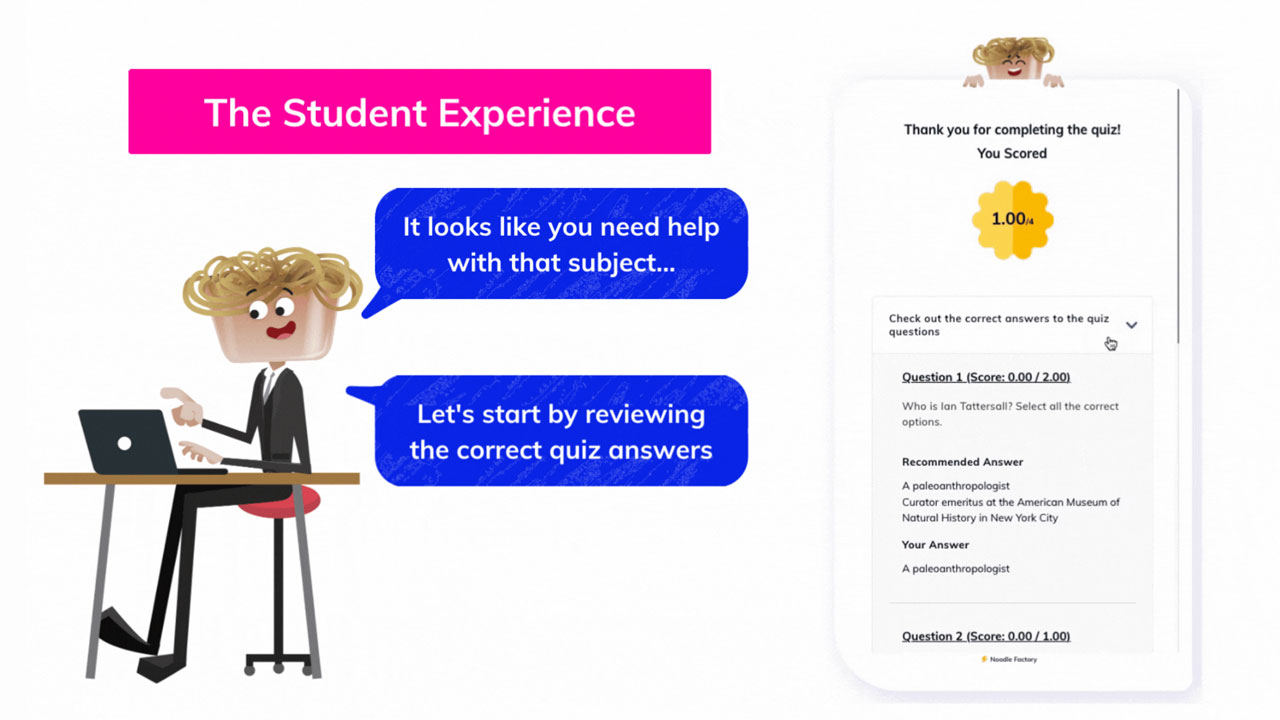 The Student Experience
It looks like you need help
with that subject...
Let's start by reviewing
the correct quiz answers
Thank you for completing the quiz!
You Scored
1.00/4
Check out the correct answers to the quiz
questions
Question 1 (Score: 0.00 / 2.00)
Who is Ian Tattersall? Select all the correct
options.
Recommended Answer
A paleoanthropologist
Curator emeritus at the American Museum of
Natural History in New York City
Your Answer
A paleoanthropologist
Question 2 (Score: 0.00 / 1.00)
Noodle Factory